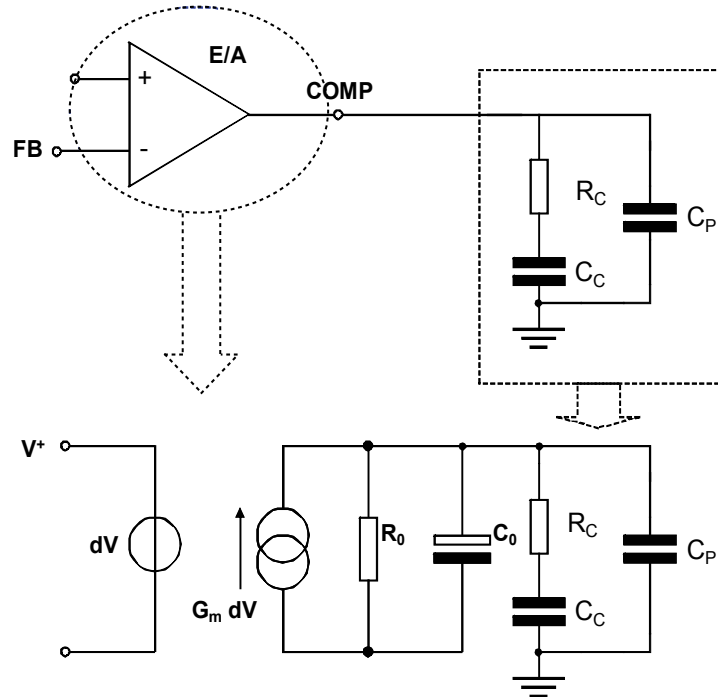 E/A
+
COMP
FB
-
R_C
C_P
C_C
V⁺
dV
G_m dV
R_0
C_0
R_C
C_P
C_C